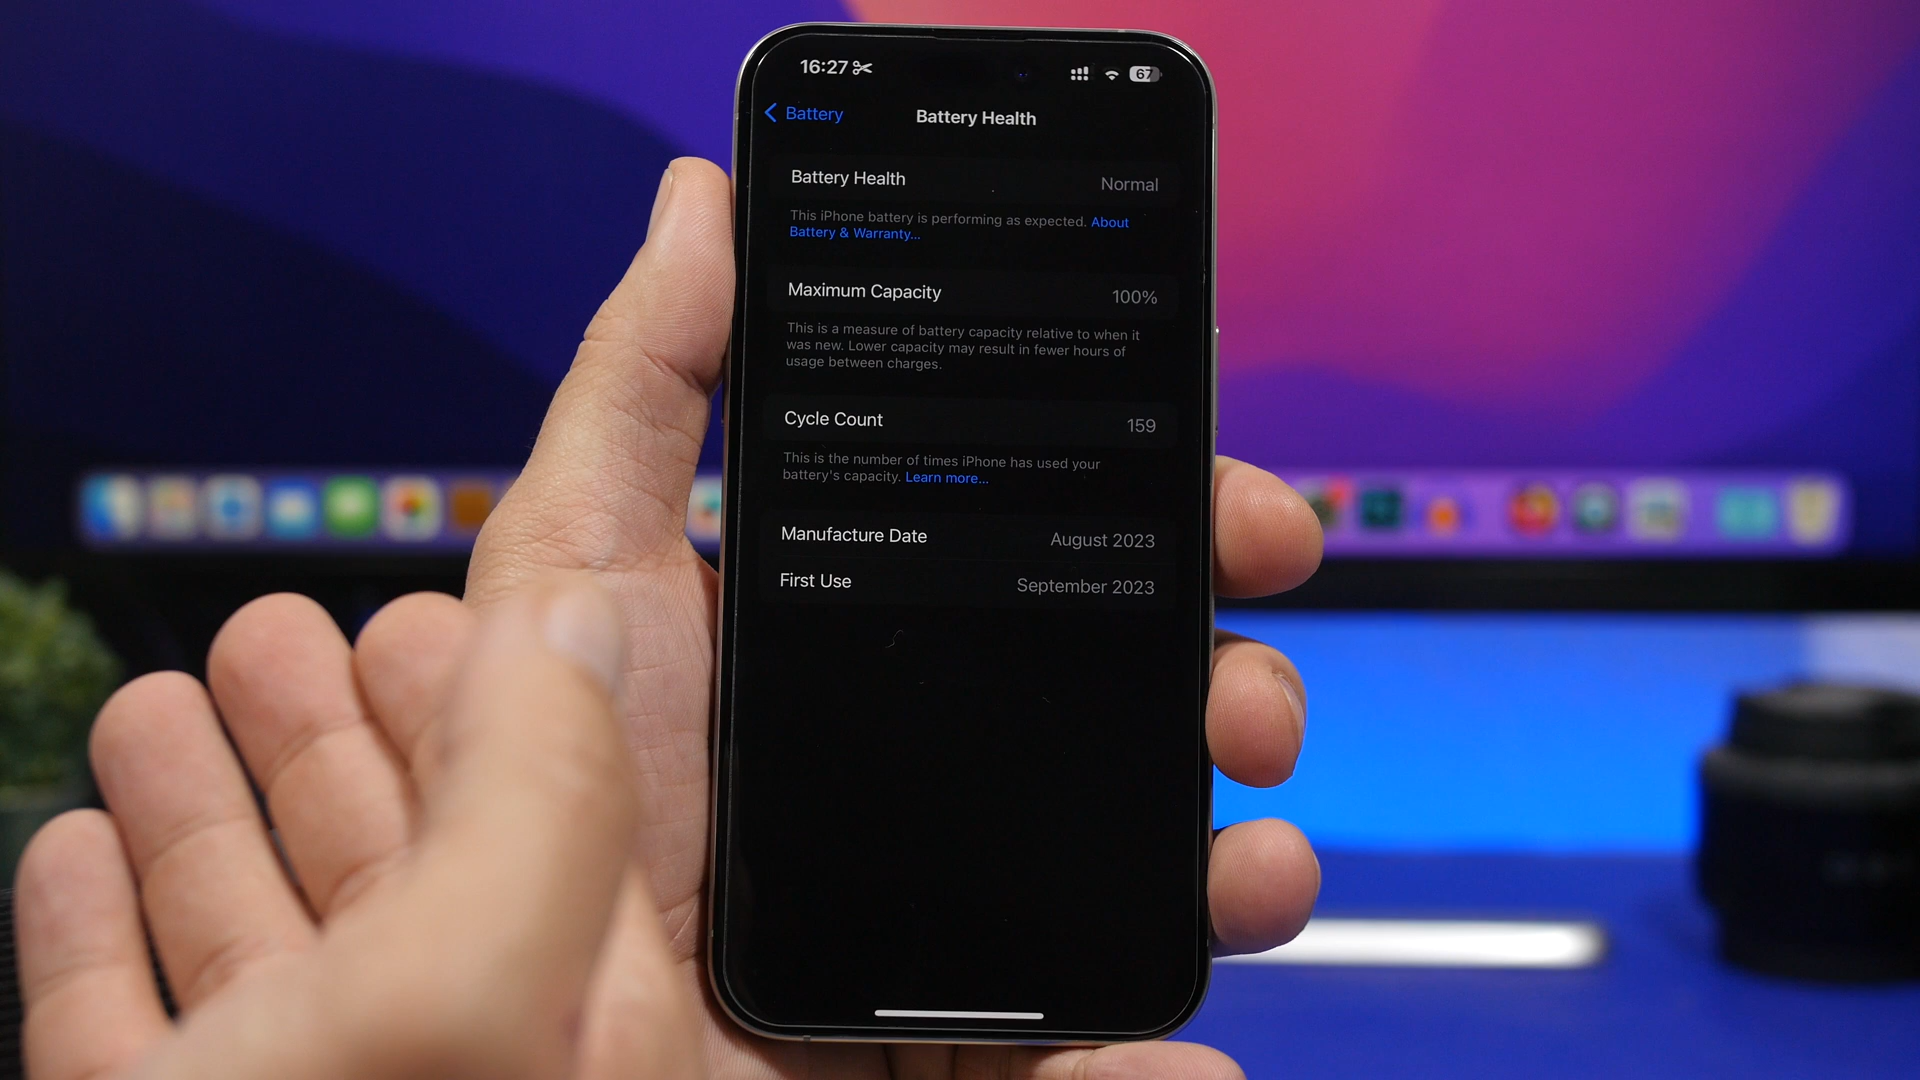 16:27
67
Battery
Battery Health
Battery Health
Normal
This iPhone battery is performing as expected. About
Battery & Warranty...
Maximum Capacity
100%
This is a measure of battery capacity relative to when it
was new. Lower capacity may result in fewer hours of
usage between charges.
Cycle Count
159
This is the number of times iPhone has used your
battery's capacity. Learn more...
Manufacture Date
August 2023
First Use
September 2023